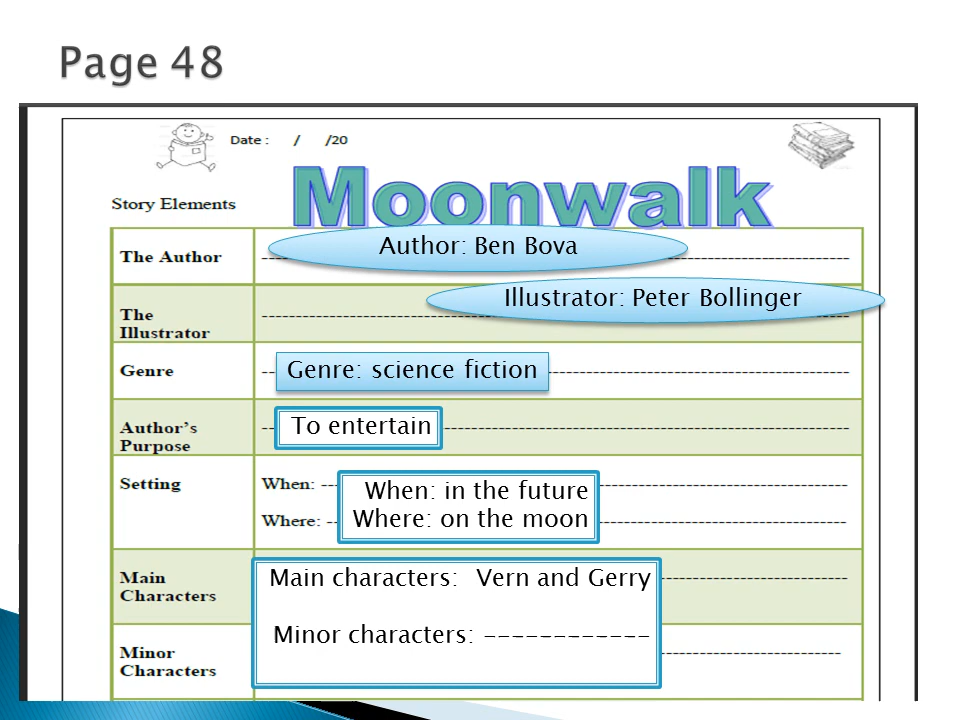 Page 48
Date : / /20
Moonwalk
Story Elements
The Author
Author: Ben Bova
The
Illustrator
Illustrator: Peter Bollinger
Genre
Genre: science fiction
Author's
Purpose
To entertain
Setting
When:
When: in the future
Where:
Where: on the moon
Main
Characters
Main characters: Vern and Gerry
Minor characters: ------------
Minor
Characters